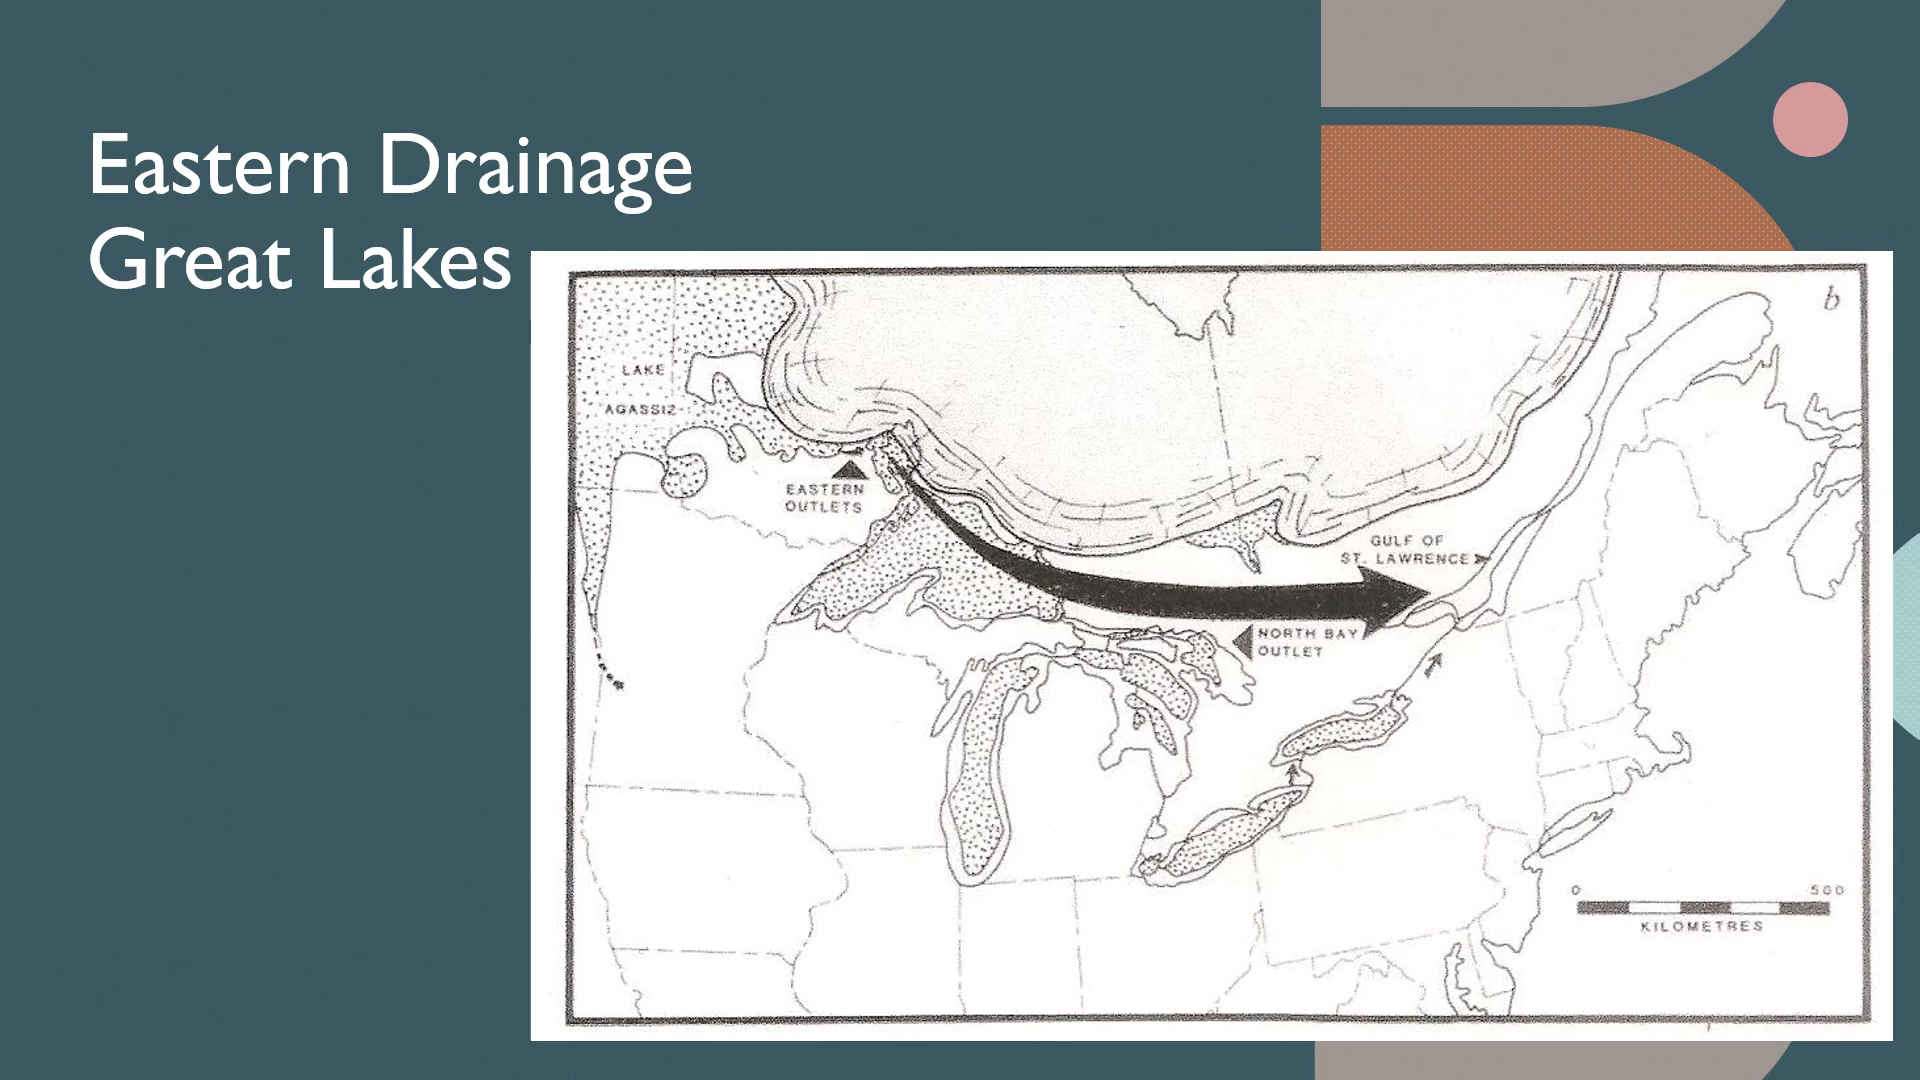 Eastern Drainage
Great Lakes
b
LAKE
AGASSIZ
EASTERN
OUTLETS
GULF OF
ST. LAWRENCE
NORTH BAY
OUTLET
0 500
KILOMETRES